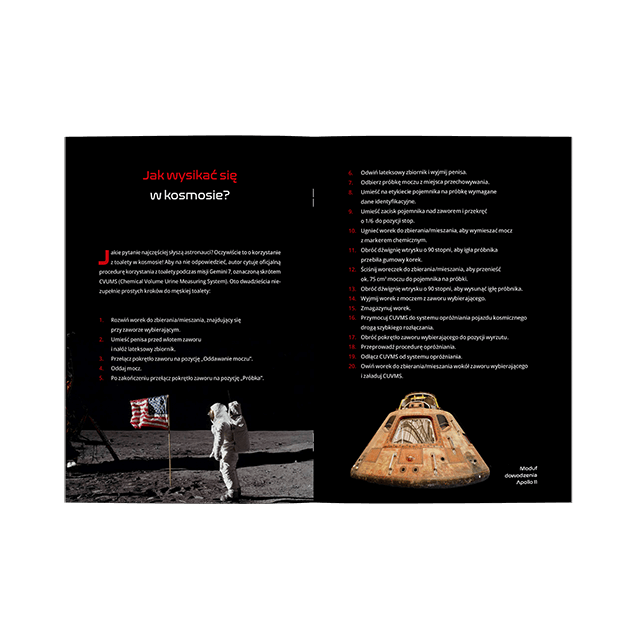 Jak wysikać się
w kosmosie?
Jakie pytanie najczęściej słyszą astronauci? Oczywiście to o korzystanie
z toalety w kosmosie! Aby na nie odpowiedzieć, autor cytuje oficjalną
procedurę korzystania z toalety podczas misji Gemini 7, oznaczoną skrótem
CVUMS (Chemical Volume Urine Measuring System). Oto dwadzieścia nie-
zupełnie prostych kroków do męskiej toalety:
1. Rozwiń worek do zbierania/mieszania, znajdujący się
przy zaworze wybierającym.
2. Umieść penisa przed wlotem zaworu
i nałóż lateksowy zbiornik.
3. Przełącz pokrętło zaworu na pozycję „Oddawanie moczu”.
4. Oddaj mocz.
5. Po zakończeniu przełącz pokrętło zaworu na pozycję „Próbka”.
6. Odwiń lateksowy zbiornik i wyjmij penisa.
7. Odbierz próbkę moczu z miejsca przechowywania.
8. Umieść na etykiecie pojemnika na próbkę wymagane
dane identyfikacyjne.
9. Umieść zacisk pojemnika nad zaworem i przekręć
o 1/6 do pozycji stop.
10. Ugnieć worek do zbierania/mieszania, aby wymieszać mocz
z markerem chemicznym.
11. Obróć dźwignię wtrysku o 90 stopni, aby igła próbnika
przebiła gumowy korek.
12. Ściśnij woreczek do zbierania/mieszania, aby przenieść
ok. 75 cm³ moczu do pojemnika na próbki.
13. Obróć dźwignię wtrysku o 90 stopni, aby wysunąć igłę próbnika.
14. Wyjmij worek z moczem z zaworu wybierającego.
15. Zmagazynuj worek.
16. Przymocuj CUVMS do systemu opróżniania pojazdu kosmicznego
drogą szybkiego rozłączania.
17. Obróć pokrętło zaworu wybierającego do pozycji wyrzutu.
18. Przeprowadź procedurę opróżniania.
19. Odłącz CUVMS od systemu opróżniania.
20. Owiń worek do zbierania/mieszania wokół zaworu wybierającego
i załaduj CUVMS.
Moduł
dowodzenia
Apollo 11